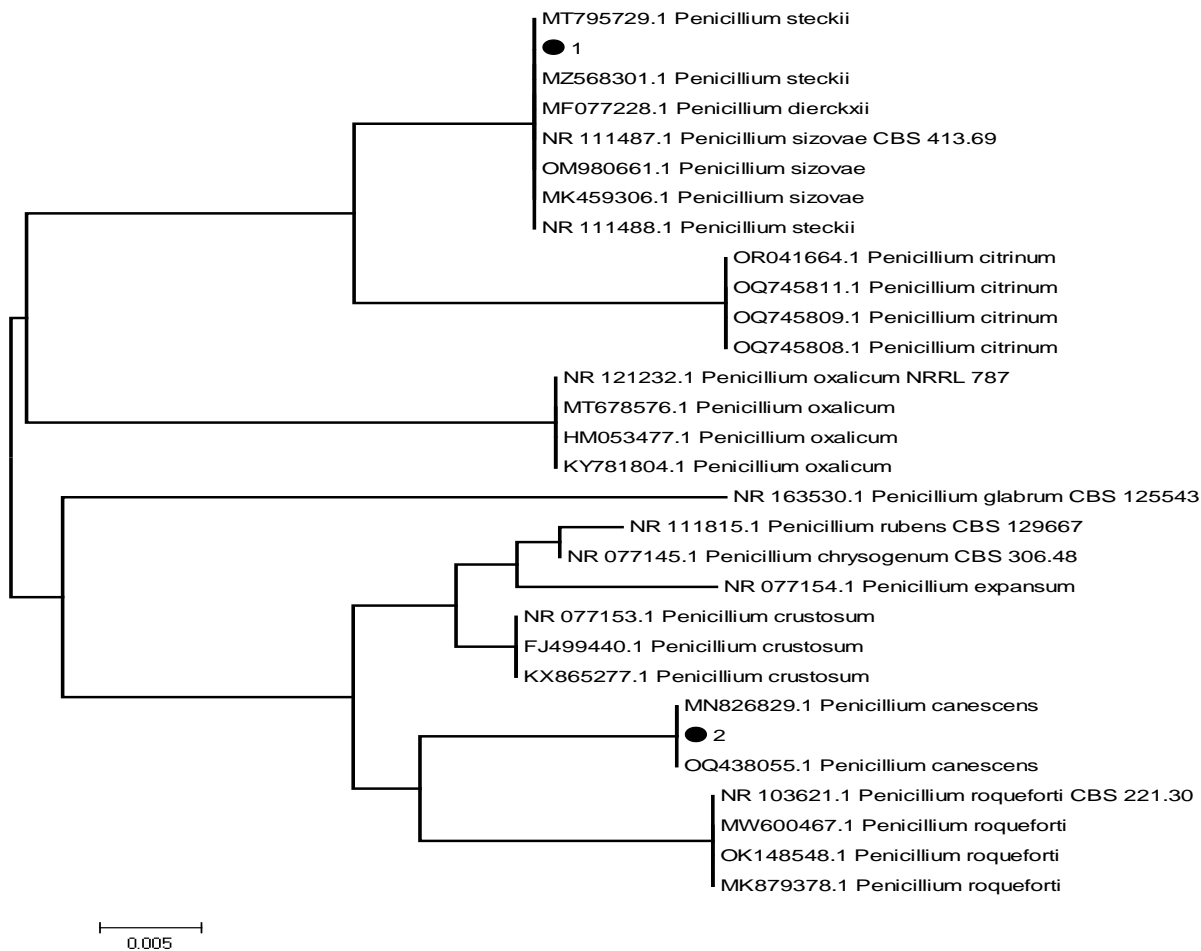 MT795729.1 Penicillium steckii
1
MZ568301.1 Penicillium steckii
MF077228.1 Penicillium dierckxii
NR 111487.1 Penicillium sizovae CBS 413.69
OM980661.1 Penicillium sizovae
MK459306.1 Penicillium sizovae
NR 111488.1 Penicillium steckii
OR041664.1 Penicillium citrinum
OQ745811.1 Penicillium citrinum
OQ745809.1 Penicillium citrinum
OQ745808.1 Penicillium citrinum
NR 121232.1 Penicillium oxalicum NRRL 787
MT678576.1 Penicillium oxalicum
HM053477.1 Penicillium oxalicum
KY781804.1 Penicillium oxalicum
NR 163530.1 Penicillium glabrum CBS 125543
NR 111815.1 Penicillium rubens CBS 129667
NR 077145.1 Penicillium chrysogenum CBS 306.48
NR 077154.1 Penicillium expansum
NR 077153.1 Penicillium crustosum
FJ499440.1 Penicillium crustosum
KX865277.1 Penicillium crustosum
MN826829.1 Penicillium canescens
2
OQ438055.1 Penicillium canescens
NR 103621.1 Penicillium roqueforti CBS 221.30
MW600467.1 Penicillium roqueforti
OK148548.1 Penicillium roqueforti
MK879378.1 Penicillium roqueforti
0.005